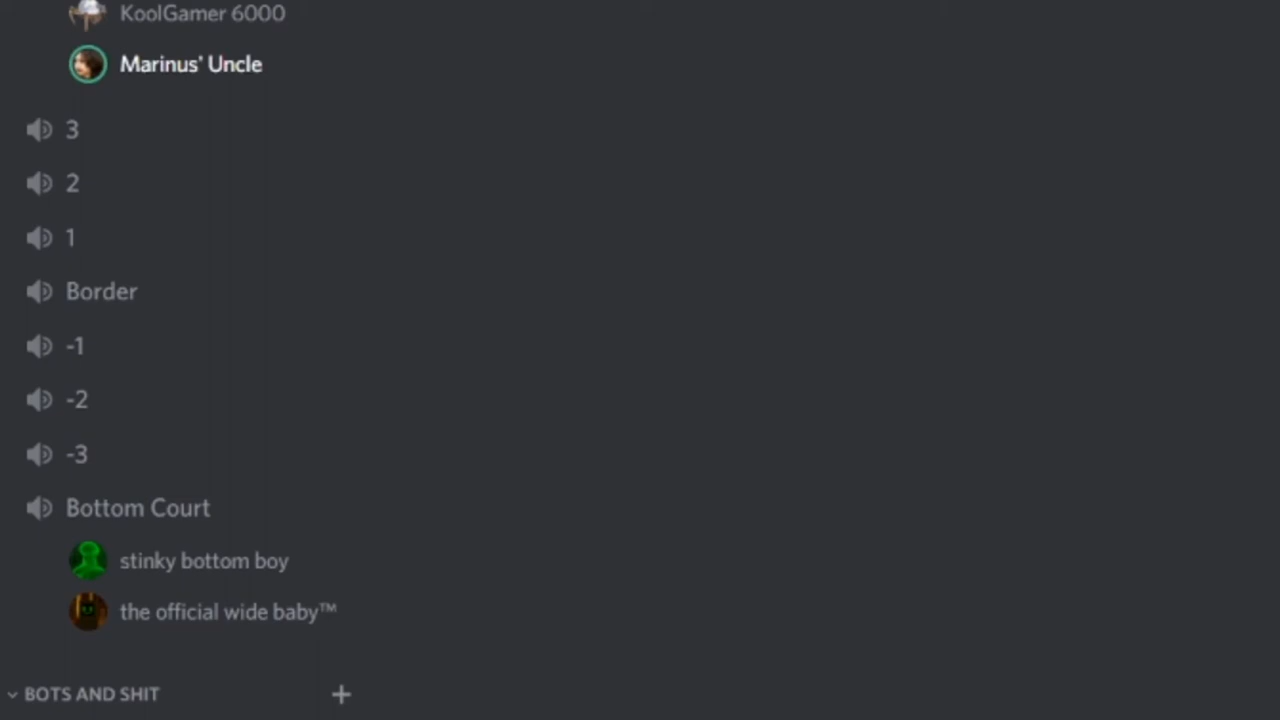 KoolGamer 6000
Marinus' Uncle
3
2
1
Border
-1
-2
-3
Bottom Court
stinky bottom boy
the official wide baby™
BOTS AND SHIT